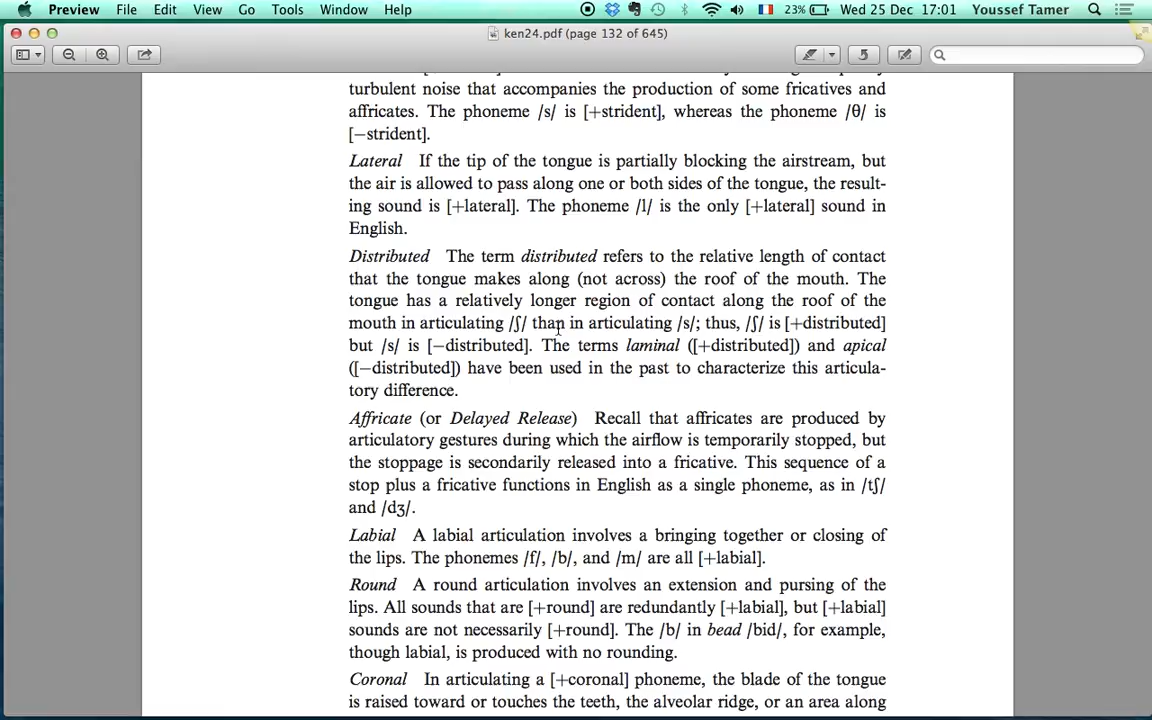 Preview File Edit View Go Tools Window Help 23% Wed 25 Dec 17:01 Youssef Tamer
ken24.pdf (page 132 of 645)
turbulent noise that accompanies the production of some fricatives and
affricates. The phoneme /s/ is [+strident], whereas the phoneme /θ/ is
[−strident].
Lateral If the tip of the tongue is partially blocking the airstream, but
the air is allowed to pass along one or both sides of the tongue, the result-
ing sound is [+lateral]. The phoneme /l/ is the only [+lateral] sound in
English.
Distributed The term distributed refers to the relative length of contact
that the tongue makes along (not across) the roof of the mouth. The
tongue has a relatively longer region of contact along the roof of the
mouth in articulating /ʃ/ than in articulating /s/; thus, /ʃ/ is [+distributed]
but /s/ is [−distributed]. The terms laminal ([+distributed]) and apical
([−distributed]) have been used in the past to characterize this articula-
tory difference.
Affricate (or Delayed Release) Recall that affricates are produced by
articulatory gestures during which the airflow is temporarily stopped, but
the stoppage is secondarily released into a fricative. This sequence of a
stop plus a fricative functions in English as a single phoneme, as in /tʃ/
and /dʒ/.
Labial A labial articulation involves a bringing together or closing of
the lips. The phonemes /f/, /b/, and /m/ are all [+labial].
Round A round articulation involves an extension and pursing of the
lips. All sounds that are [+round] are redundantly [+labial], but [+labial]
sounds are not necessarily [+round]. The /b/ in bead /bid/, for example,
though labial, is produced with no rounding.
Coronal In articulating a [+coronal] phoneme, the blade of the tongue
is raised toward or touches the teeth, the alveolar ridge, or an area along